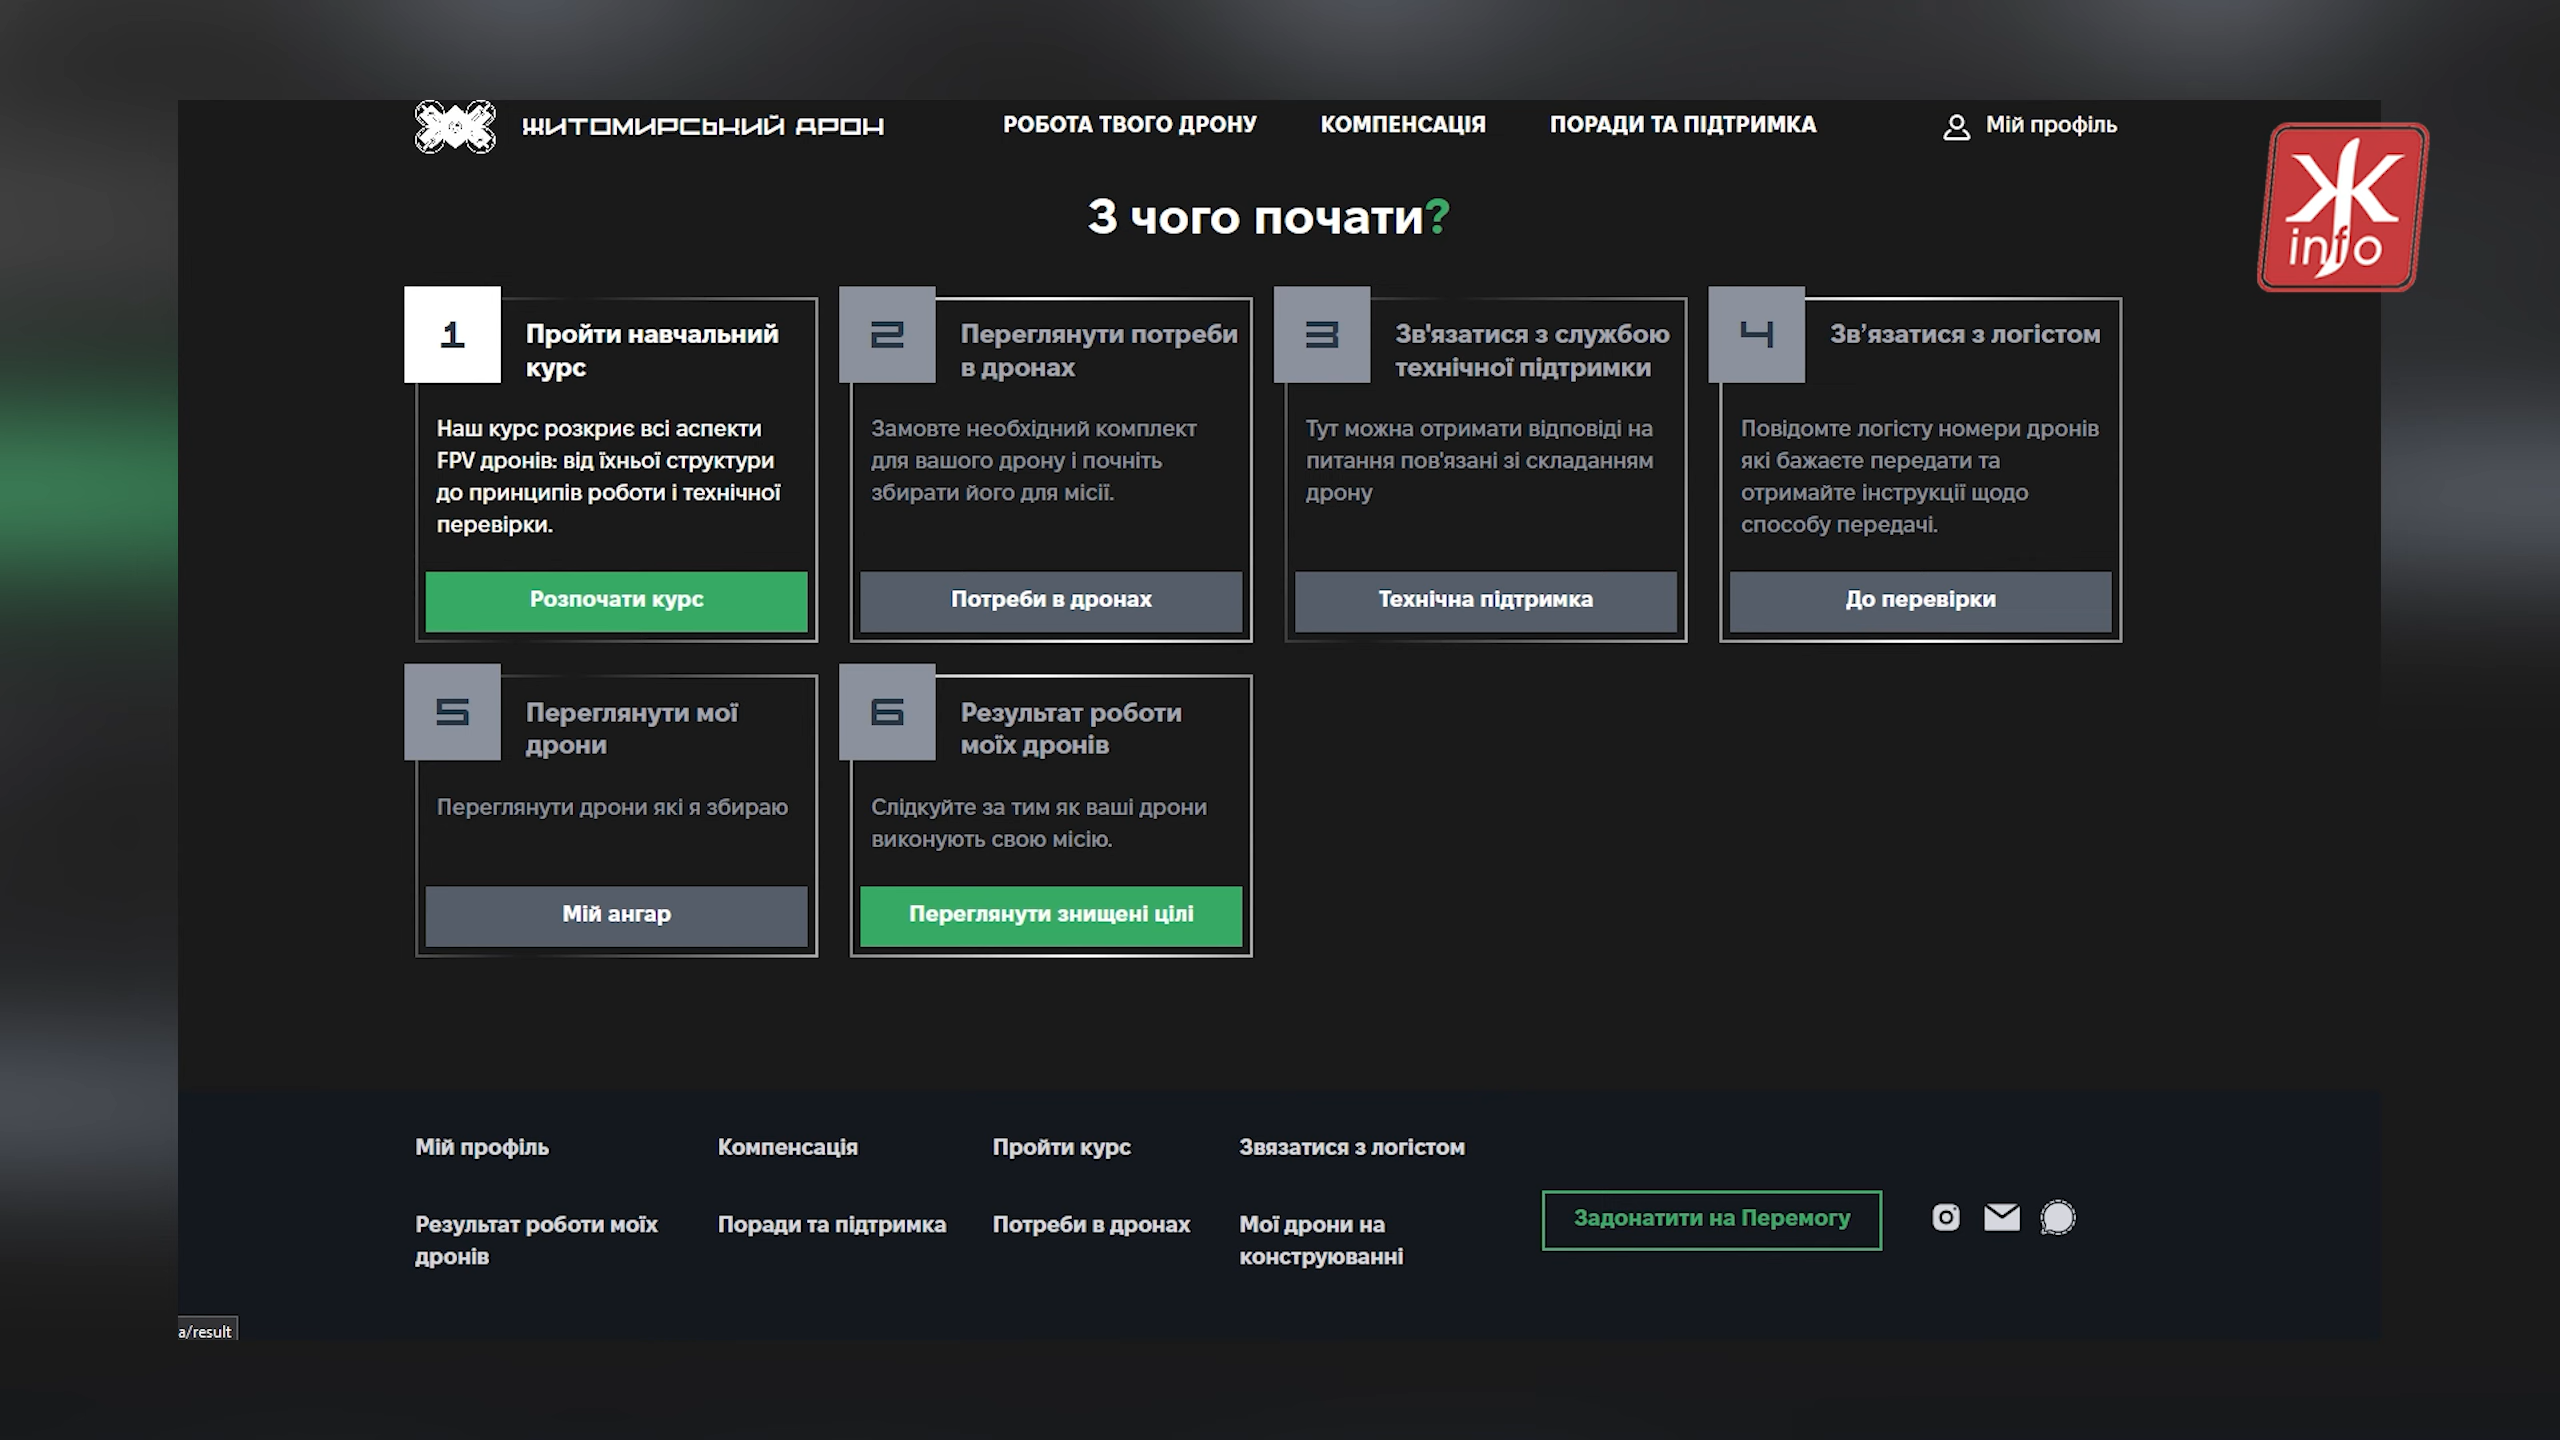 ЖИТОМИРСЬКИЙ ДРОН
РОБОТА ТВОГО ДРОНУ
КОМПЕНСАЦІЯ
ПОРАДИ ТА ПІДТРИМКА
Мій профіль
Ж
info
З чого почати?
1
Пройти навчальний
курс
Наш курс розкриє всі аспекти
FPV дронів: від їхньої структури
до принципів роботи і технічної
перевірки.
Розпочати курс
2
Переглянути потреби
в дронах
Замовте необхідний комплект
для вашого дрону і почніть
збирати його для місії.
Потреби в дронах
3
Зв'язатися з службою
технічної підтримки
Тут можна отримати відповіді на
питання пов'язані зі складанням
дрону
Технічна підтримка
4
Зв’язатися з логістом
Повідомте логісту номери дронів
які бажаєте передати та
отримайте інструкції щодо
способу передачі.
До перевірки
5
Переглянути мої
дрони
Переглянути дрони які я збираю
Мій ангар
6
Результат роботи
моїх дронів
Слідкуйте за тим як ваші дрони
виконують свою місію.
Переглянути знищені цілі
Мій профіль
Компенсація
Пройти курс
Звязатися з логістом
Результат роботи моїх
дронів
Поради та підтримка
Потреби в дронах
Мої дрони на
конструюванні
Задонатити на Перемогу
a/result